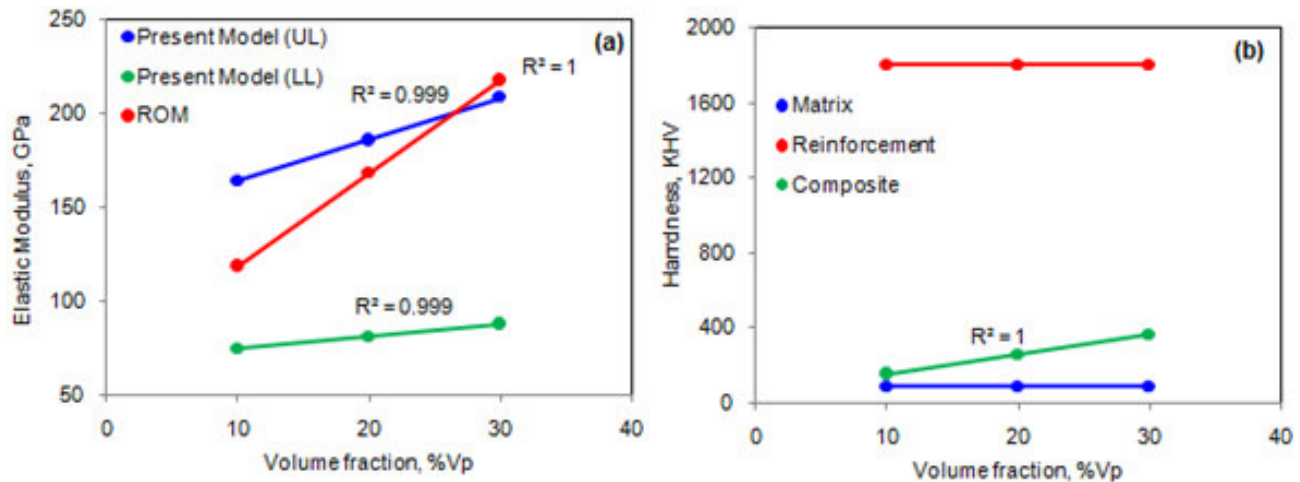 250
200
150
100
50
Elastic Modulus, GPa
Present Model (UL)
Present Model (LL)
ROM
(a)
R² = 1
R² = 0.999
R² = 0.999
0
10
20
30
40
Volume fraction, %Vp
2000
1600
1200
800
400
0
Harrdness, KHV
(b)
Matrix
Reinforcement
Composite
R² = 1
0
10
20
30
40
Volume fraction, %Vp